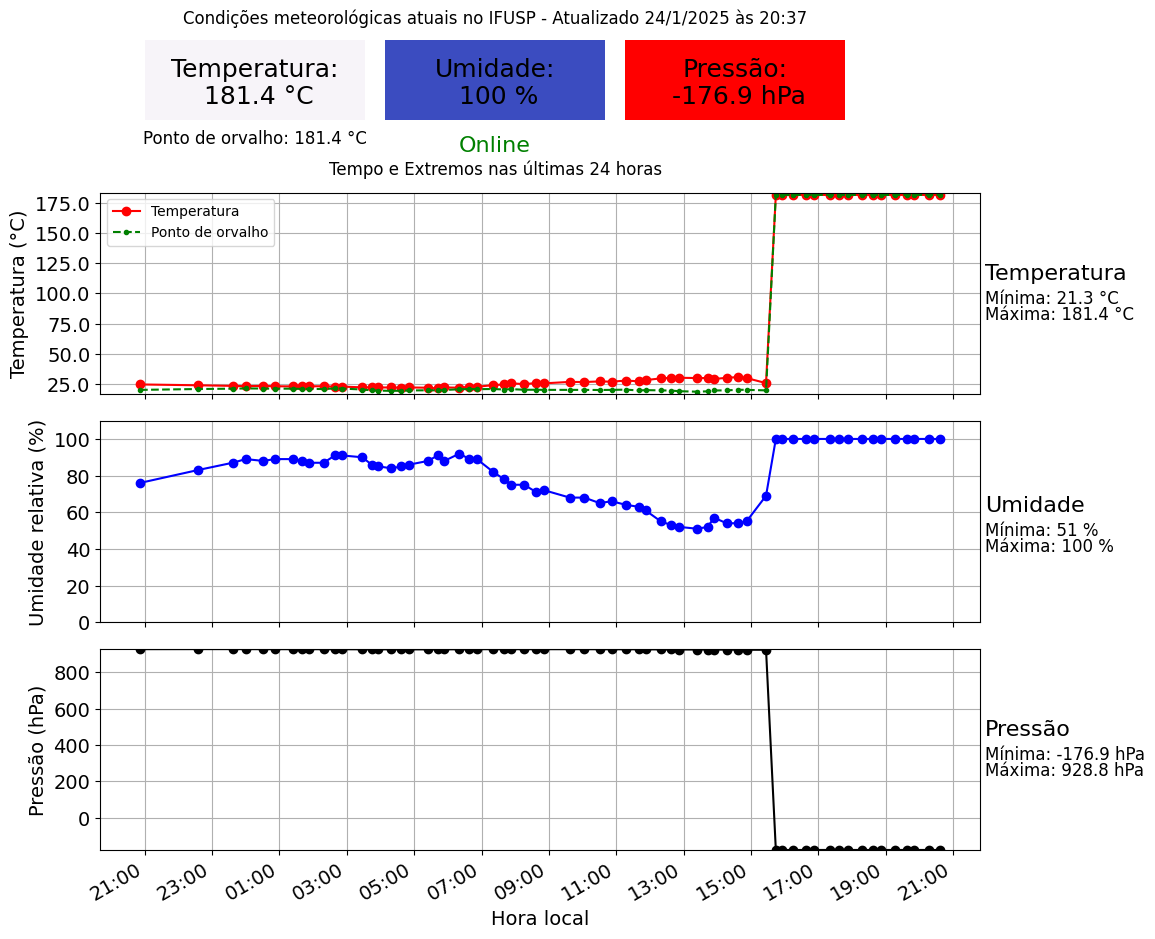 Condições meteorológicas atuais no IFUSP - Atualizado 24/1/2025 às 20:37
Temperatura:
181.4 °C
Umidade:
100 %
Pressão:
-176.9 hPa
Ponto de orvalho: 181.4 °C
Online
Tempo e Extremos nas últimas 24 horas
Temperatura (°C)
175.0
150.0
125.0
100.0
75.0
50.0
25.0
Temperatura
Ponto de orvalho
Temperatura
Mínima: 21.3 °C
Máxima: 181.4 °C
Umidade relativa (%)
100
80
60
40
20
0
Umidade
Mínima: 51 %
Máxima: 100 %
Pressão (hPa)
800
600
400
200
0
Pressão
Mínima: -176.9 hPa
Máxima: 928.8 hPa
21:00 23:00 01:00 03:00 05:00 07:00 09:00 11:00 13:00 15:00 17:00 19:00 21:00
Hora local